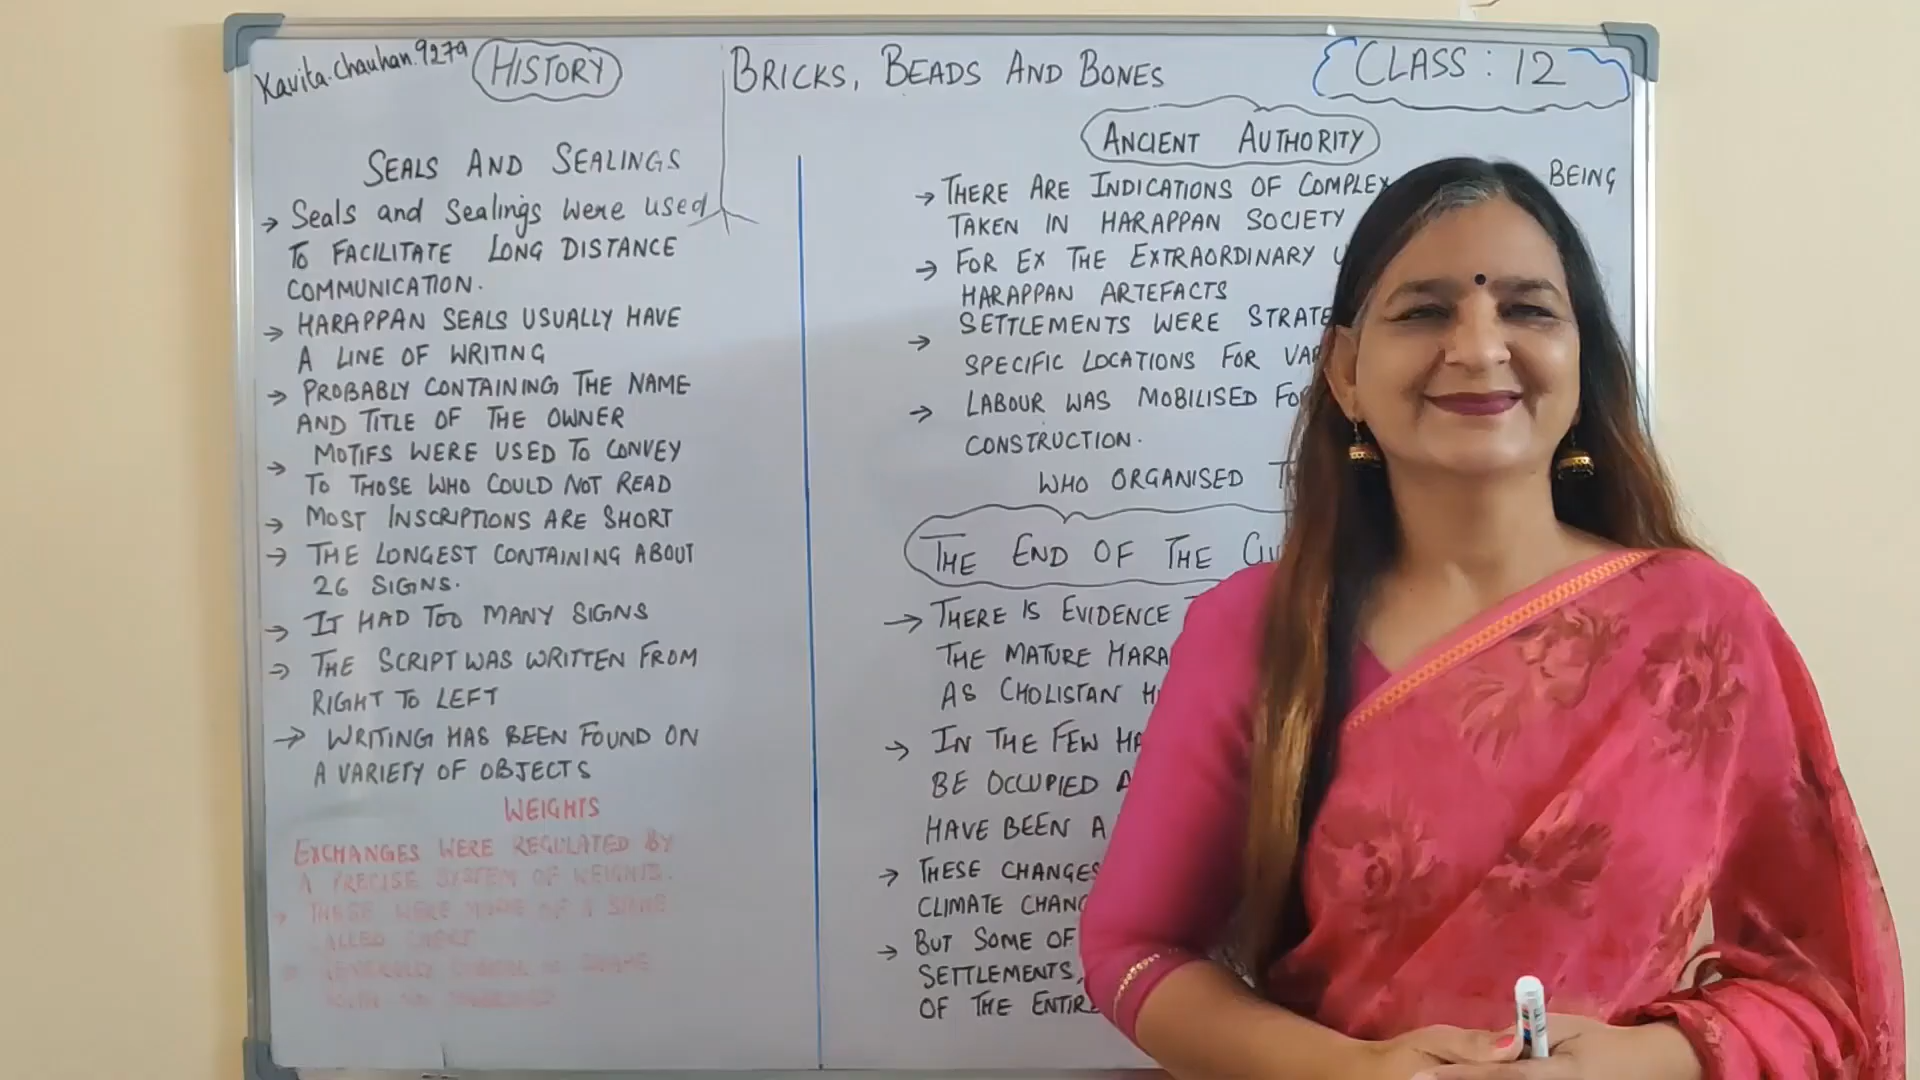 Kavita.Chauhan.9279
HISTORY
BRICKS, BEADS AND BONES
CLASS : 12
SEALS AND SEALINGS
→ Seals and Sealings were used
TO FACILITATE LONG DISTANCE
COMMUNICATION.
→ HARAPPAN SEALS USUALLY HAVE
A LINE OF WRITING
→ PROBABLY CONTAINING THE NAME
AND TITLE OF THE OWNER
→ MOTIFS WERE USED TO CONVEY
TO THOSE WHO COULD NOT READ
→ MOST INSCRIPTIONS ARE SHORT
→ THE LONGEST CONTAINING ABOUT
26 SIGNS.
→ IT HAD TOO MANY SIGNS
→ THE SCRIPT WAS WRITTEN FROM
RIGHT TO LEFT
→ WRITING HAS BEEN FOUND ON
A VARIETY OF OBJECTS
WEIGHTS
EXCHANGES WERE REGULATED BY
A PRECISE SYSTEM OF WEIGHTS.
→ THESE WERE MADE OF A
CALLED CHERT
→ GENERALLY
ANCIENT AUTHORITY
→ THERE ARE INDICATIONS OF COMPLEX BEING
TAKEN IN HARAPPAN SOCIETY
→ FOR EX THE EXTRAORDINARY
HARAPPAN ARTEFACTS
→ SETTLEMENTS WERE STRATE
SPECIFIC LOCATIONS FOR VAR
→ LABOUR WAS MOBILISED FO
CONSTRUCTION.
WHO ORGANISED
THE END OF THE
→ THERE IS EVIDENCE
THE MATURE HARA
AS CHOLISTAN
→ IN THE FEW HA
BE OCCUPIED
HAVE BEEN A
→ THESE CHANGES
CLIMATE CHANG
→ BUT SOME OF
SETTLEMENTS,
OF THE ENTIRE